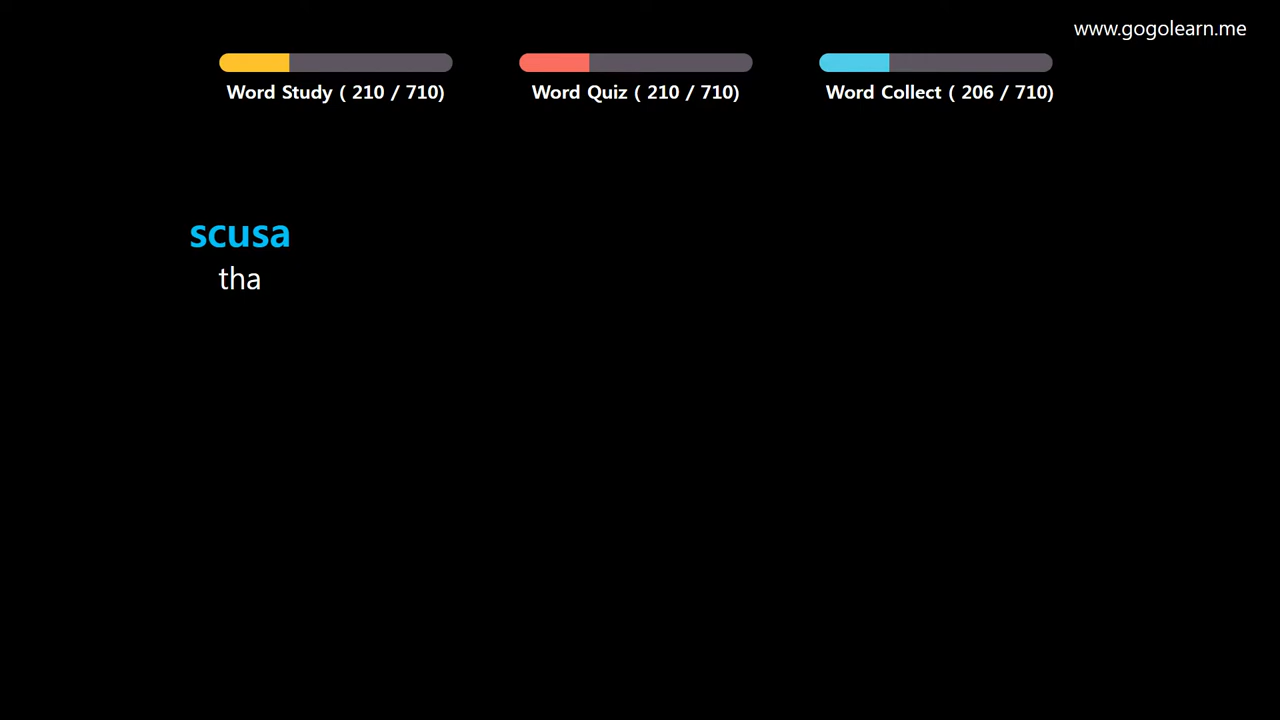 www.gogolearn.me
Word Study ( 210 / 710)
Word Quiz ( 210 / 710)
Word Collect ( 206 / 710)
scusa
tha